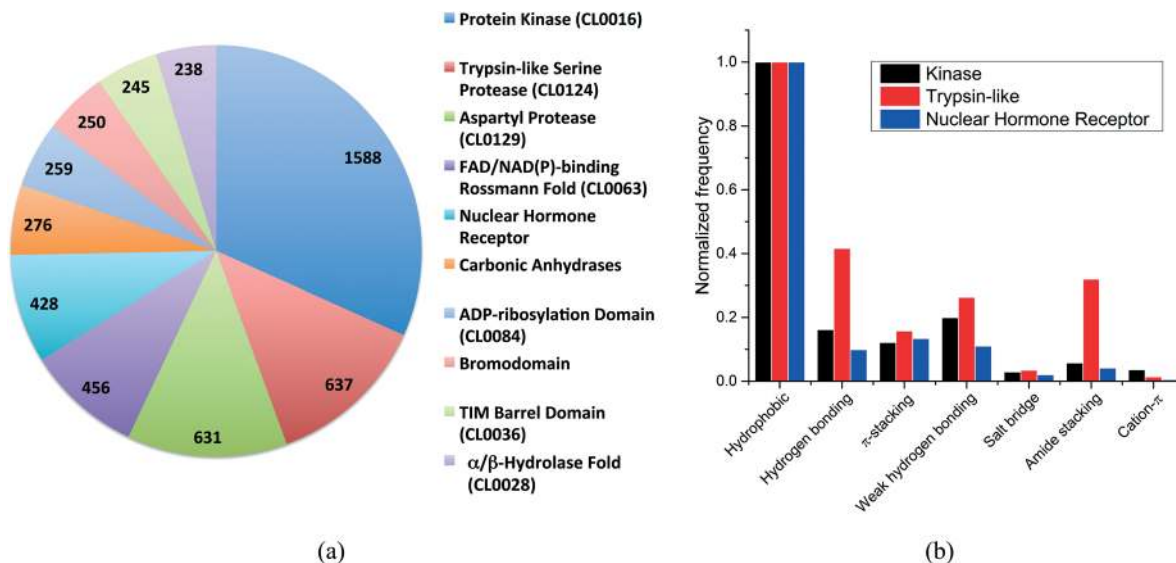 1588
637
631
456
428
276
259
250
245
238
Protein Kinase (CL0016)
Trypsin-like Serine
Protease (CL0124)
Aspartyl Protease
(CL0129)
FAD/NAD(P)-binding
Rossmann Fold (CL0063)
Nuclear Hormone
Receptor
Carbonic Anhydrases
ADP-ribosylation Domain
(CL0084)
Bromodomain
TIM Barrel Domain
(CL0036)
α/β-Hydrolase Fold
(CL0028)
(a)
Normalized frequency
1.0
0.8
0.6
0.4
0.2
0.0
Kinase
Trypsin-like
Nuclear Hormone Receptor
Hydrophobic
Hydrogen bonding
π-stacking
Weak hydrogen bonding
Salt bridge
Amide stacking
Cation-π
(b)